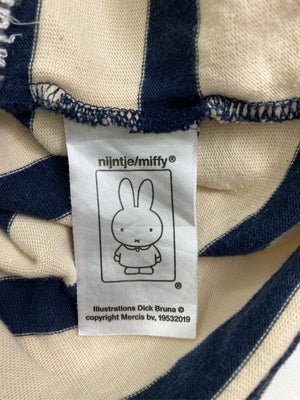 nijntje/miffy®
®
Illustrations Dick Bruna ©
copyright Mercis bv, 19532019